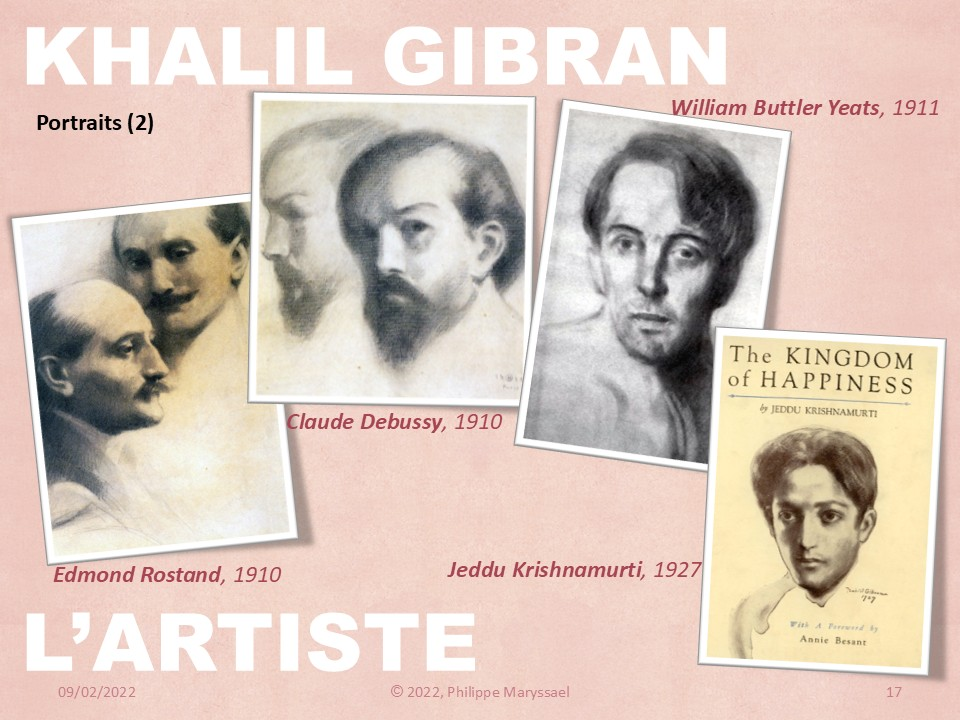 KHALIL GIBRAN
Portraits (2)
William Buttler Yeats, 1911
Claude Debussy, 1910
The KINGDOM
of HAPPINESS
by JEDDU KRISHNAMURTI
With A Foreword by
Annie Besant
Edmond Rostand, 1910
Jeddu Krishnamurti, 1927
L’ARTISTE
09/02/2022
© 2022, Philippe Maryssael
17